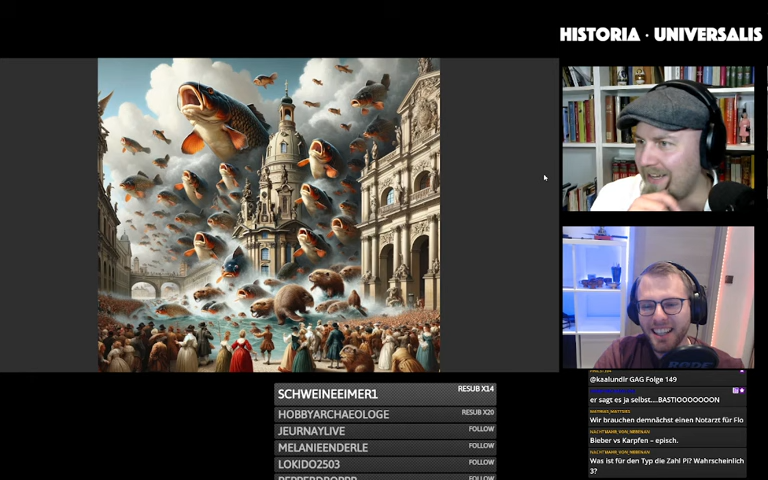 HISTORIA · UNIVERSALIS
@kaalundir GAG Folge 149
er sagt es ja selbst....BASTIOOOOOOON
Wir brauchen demnächst einen Notarzt für Flo
NACHTMAHR_VON_NEBENAN
Bieber vs Karpfen – episch.
NACHTMAHR_VON_NEBENAN
Was ist für den Typ die Zahl Pi? Wahrscheinlich
3?
SCHWEINEEIMER1 RESUB X14
HOBBYARCHAEOLOGE RESUB X20
JEURNAYLIVE FOLLOW
MELANIEENDERLE FOLLOW
LOKIDO2503 FOLLOW
FOLLOW